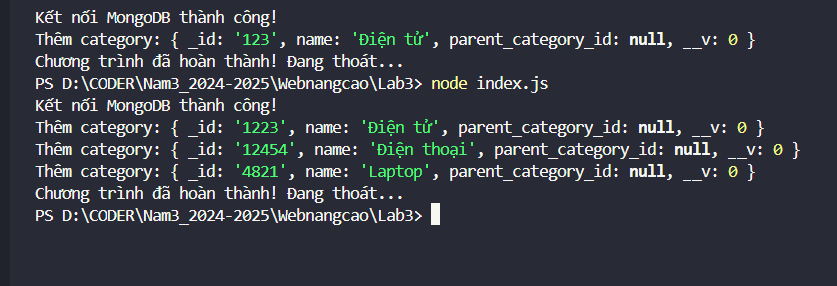 Kết nối MongoDB thành công!
Thêm category: { _id: '123', name: 'Điện tử', parent_category_id: null, __v: 0 }
Chương trình đã hoàn thành! Đang thoát...
PS D:\CODER\Nam3_2024-2025\Webnangcao\Lab3> node index.js
Kết nối MongoDB thành công!
Thêm category: { _id: '1223', name: 'Điện tử', parent_category_id: null, __v: 0 }
Thêm category: { _id: '12454', name: 'Điện thoại', parent_category_id: null, __v: 0 }
Thêm category: { _id: '4821', name: 'Laptop', parent_category_id: null, __v: 0 }
Chương trình đã hoàn thành! Đang thoát...
PS D:\CODER\Nam3_2024-2025\Webnangcao\Lab3>